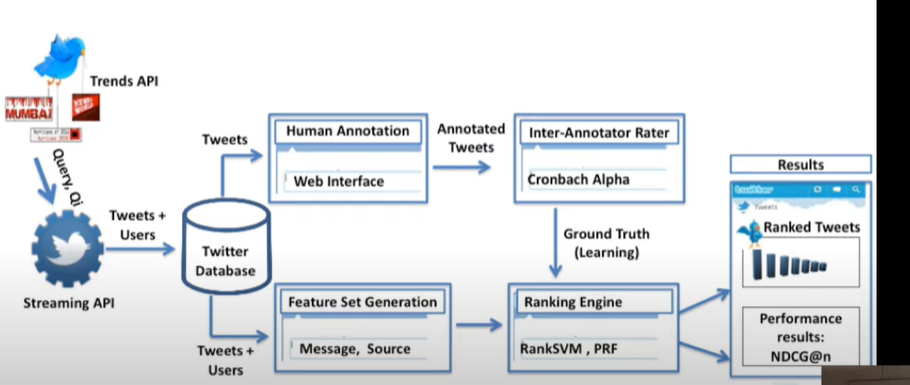 Trends API
MUMBAI
Query, Qi
Tweets +
Users
Streaming API
Twitter
Database
Tweets
Human Annotation
Web Interface
Annotated
Tweets
Inter-Annotator Rater
Cronbach Alpha
Ground Truth
(Learning)
Tweets +
Users
Feature Set Generation
Message, Source
Ranking Engine
RankSVM , PRF
Results
twitter
Tweets
Ranked Tweets
Performance
results:
NDCG@n